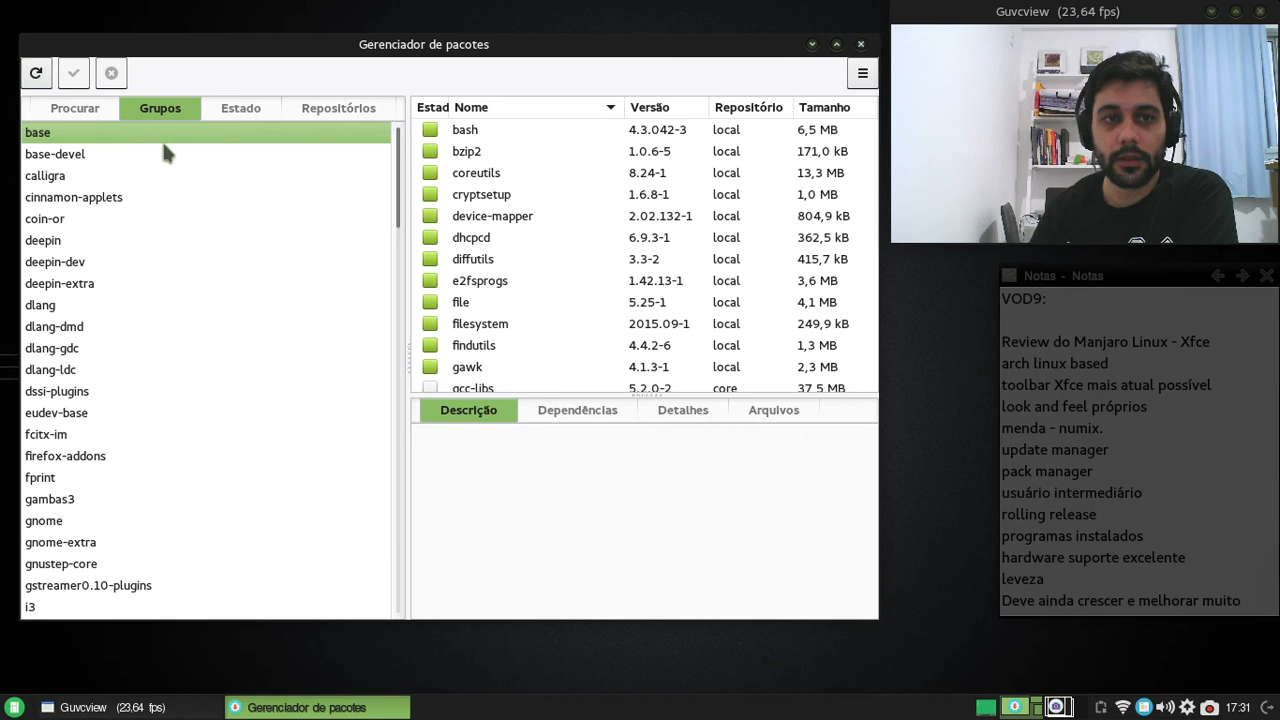 Guvcview (23,64 fps)
Gerenciador de pacotes
Procurar
Grupos
Estado
Repositórios
base
base-devel
calligra
cinnamon-applets
coin-or
deepin
deepin-dev
deepin-extra
dlang
dlang-dmd
dlang-gdc
dlang-ldc
dssi-plugins
eudev-base
fcitx-im
firefox-addons
fprint
gambas3
gnome
gnome-extra
gnustep-core
gstreamer0.10-plugins
i3
Estad Nome Versão Repositório Tamanho
bash 4.3.042-3 local 6,5 MB
bzip2 1.0.6-5 local 171,0 kB
coreutils 8.24-1 local 13,3 MB
cryptsetup 1.6.8-1 local 1,0 MB
device-mapper 2.02.132-1 local 804,9 kB
dhcpcd 6.9.3-1 local 362,5 kB
diffutils 3.3-2 local 415,7 kB
e2fsprogs 1.42.13-1 local 3,6 MB
file 5.25-1 local 4,1 MB
filesystem 2015.09-1 local 249,9 kB
findutils 4.4.2-6 local 1,3 MB
gawk 4.1.3-1 local 2,3 MB
gcc-libs 5.2.0-2 core 37,5 MB
Descrição
Dependências
Detalhes
Arquivos
Notas - Notas
VOD9:
Review do Manjaro Linux - Xfce
arch linux based
toolbar Xfce mais atual possível
look and feel próprios
menda - numix.
update manager
pack manager
usuário intermediário
rolling release
programas instalados
hardware suporte excelente
leveza
Deve ainda crescer e melhorar muito
Guvcview (23,64 fps)
Gerenciador de pacotes
17:31